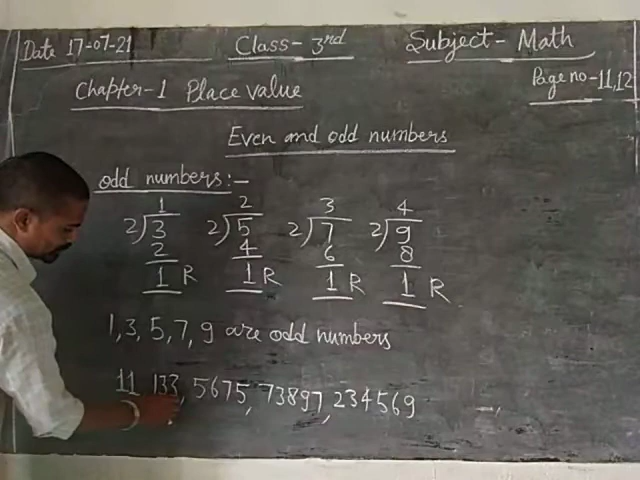 Date 17-07-21 Class- 3rd Subject- Math
Page no-11,12
Chapter-1 Place value
Even and odd numbers
odd numbers:-
1 2 3 4
2)3 2)5 2)7 2)9
2 4 6 8
1 R 1 R 1 R 1 R
1, 3, 5, 7, 9 are odd numbers
11 133, 5675, 73897, 234569